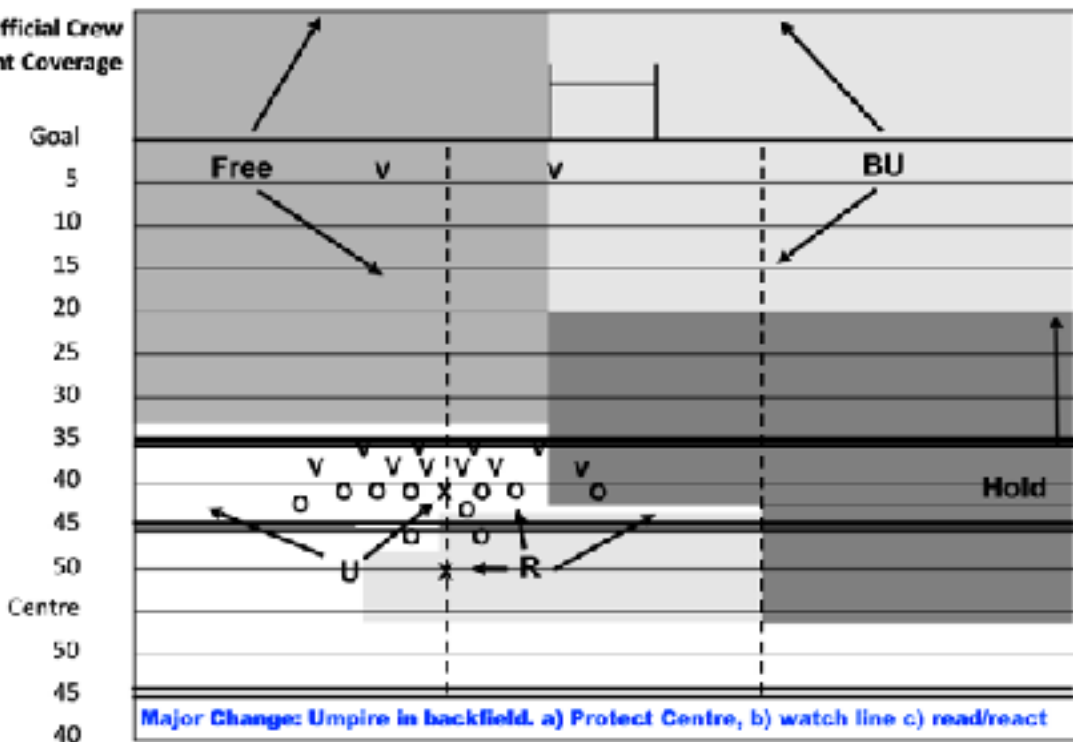 fficial Crew
nt Coverage
Goal
Free V V BU
5
10
15
20
25
30
35
V V V V
V V V V V V
40
O O O X O O O Hold
O O
45
O O
50
U X R
Centre
50
45
Major Change: Umpire in backfield. a) Protect Centre, b) watch line c) read/react
40